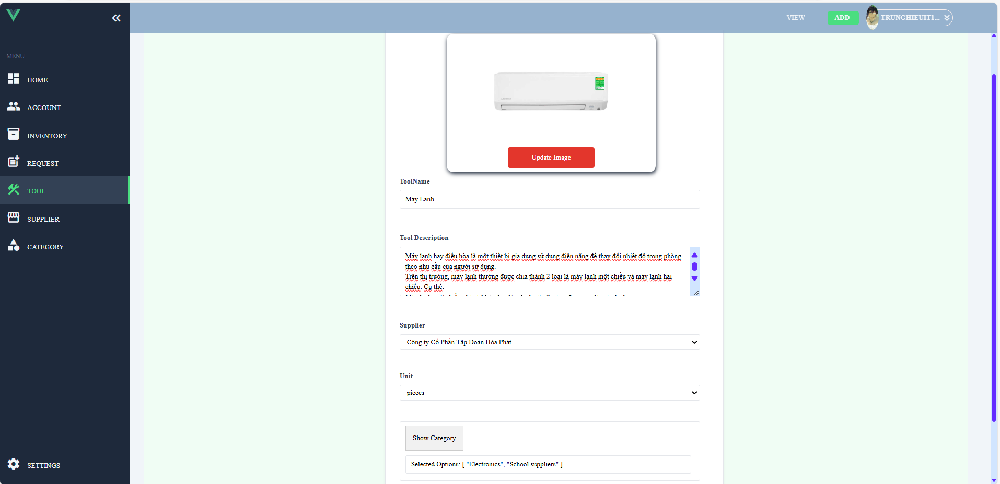 VIEW
ADD
TRUNGHIEUIT1...
MENU
HOME
ACCOUNT
INVENTORY
REQUEST
TOOL
SUPPLIER
CATEGORY
SETTINGS
Update Image
ToolName
Máy Lạnh
Tool Description
Máy lạnh hay điều hòa là một thiết bị gia dụng sử dụng điện năng để thay đổi nhiệt độ trong phòng
theo nhu cầu của người sử dụng.
Trên thị trường, máy lạnh thường được chia thành 2 loại là máy lạnh một chiều và máy lạnh hai
chiều. Cụ thể:
Supplier
Công ty Cổ Phần Tập Đoàn Hòa Phát
Unit
pieces
Show Category
Selected Options: [ "Electronics", "School suppliers" ]